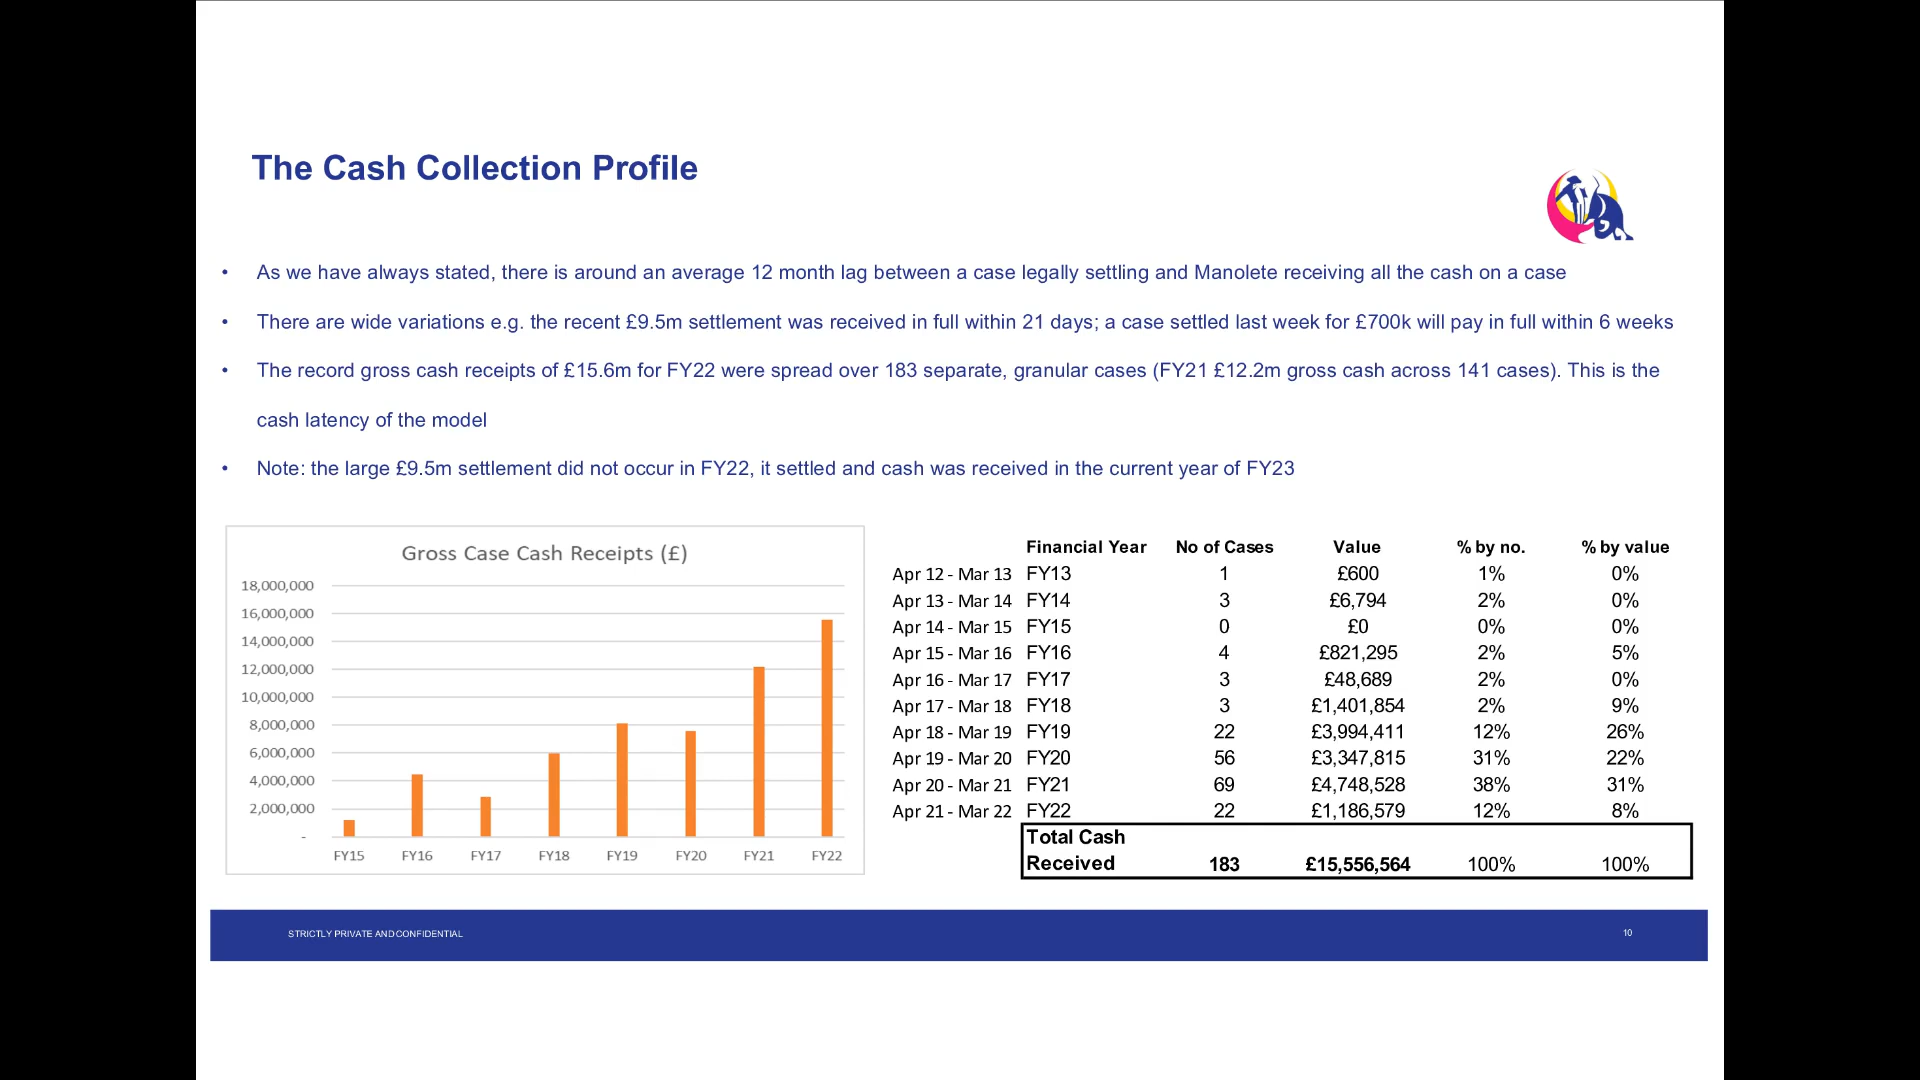 The Cash Collection Profile
• As we have always stated, there is around an average 12 month lag between a case legally settling and Manolete receiving all the cash on a case
• There are wide variations e.g. the recent £9.5m settlement was received in full within 21 days; a case settled last week for £700k will pay in full within 6 weeks
• The record gross cash receipts of £15.6m for FY22 were spread over 183 separate, granular cases (FY21 £12.2m gross cash across 141 cases). This is the
cash latency of the model
• Note: the large £9.5m settlement did not occur in FY22, it settled and cash was received in the current year of FY23
Gross Case Cash Receipts (£)
18,000,000
16,000,000
14,000,000
12,000,000
10,000,000
8,000,000
6,000,000
4,000,000
2,000,000
-
FY15 FY16 FY17 FY18 FY19 FY20 FY21 FY22
Financial Year No of Cases Value % by no. % by value
Apr 12 - Mar 13 FY13 1 £600 1% 0%
Apr 13 - Mar 14 FY14 3 £6,794 2% 0%
Apr 14 - Mar 15 FY15 0 £0 0% 0%
Apr 15 - Mar 16 FY16 4 £821,295 2% 5%
Apr 16 - Mar 17 FY17 3 £48,689 2% 0%
Apr 17 - Mar 18 FY18 3 £1,401,854 2% 9%
Apr 18 - Mar 19 FY19 22 £3,994,411 12% 26%
Apr 19 - Mar 20 FY20 56 £3,347,815 31% 22%
Apr 20 - Mar 21 FY21 69 £4,748,528 38% 31%
Apr 21 - Mar 22 FY22 22 £1,186,579 12% 8%
Total Cash
Received 183 £15,556,564 100% 100%
STRICTLY PRIVATE AND CONFIDENTIAL
10